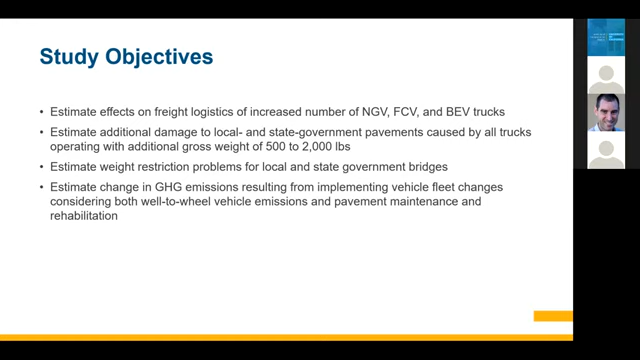 Study Objectives
• Estimate effects on freight logistics of increased number of NGV, FCV, and BEV trucks
• Estimate additional damage to local- and state-government pavements caused by all trucks
operating with additional gross weight of 500 to 2,000 lbs
• Estimate weight restriction problems for local and state government bridges
• Estimate change in GHG emissions resulting from implementing vehicle fleet changes
considering both well-to-wheel vehicle emissions and pavement maintenance and
rehabilitation